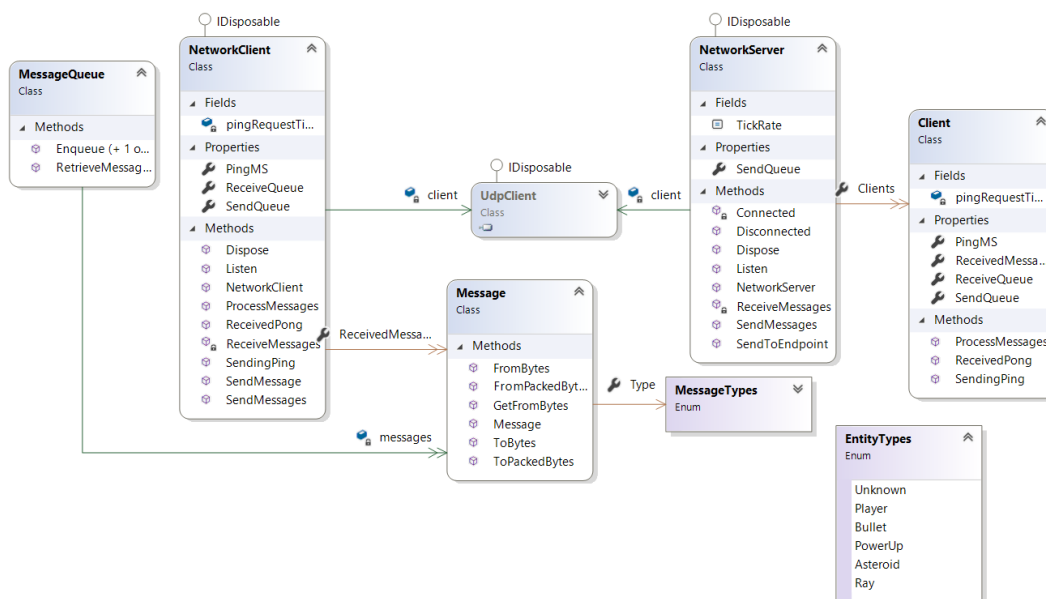 IDisposable
NetworkClient
Class
Fields
pingRequestTi...
Properties
PingMS
ReceiveQueue
SendQueue
Methods
Dispose
Listen
NetworkClient
ProcessMessages
ReceivedPong
ReceiveMessages
SendingPing
SendMessage
SendMessages
MessageQueue
Class
Methods
Enqueue (+ 1 o...
RetrieveMessag...
client
IDisposable
UdpClient
Class
client
IDisposable
NetworkServer
Class
Fields
TickRate
Properties
SendQueue
Methods
Connected
Disconnected
Dispose
Listen
NetworkServer
ReceiveMessages
SendMessages
SendToEndpoint
Clients
Client
Class
Fields
pingRequestTi...
Properties
PingMS
ReceivedMessa...
ReceiveQueue
SendQueue
Methods
ProcessMessages
ReceivedPong
SendingPing
ReceivedMessa...
messages
Message
Class
Methods
FromBytes
FromPackedByt...
GetFromBytes
Message
ToBytes
ToPackedBytes
Type
MessageTypes
Enum
EntityTypes
Enum
Unknown
Player
Bullet
PowerUp
Asteroid
Ray